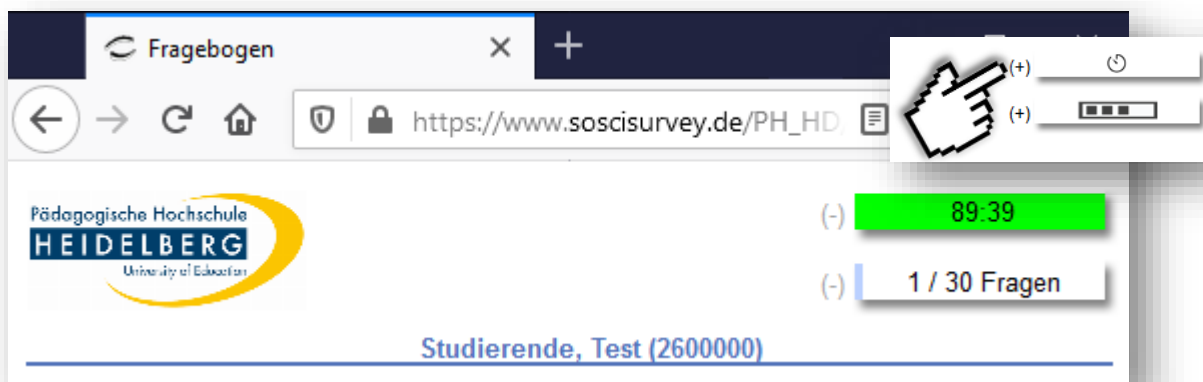 Fragebogen
(+)
(+)
https://www.soscisurvey.de/PH_HD/
Pädagogische Hochschule
HEIDELBERG
University of Education
(-) 89:39
(-) 1 / 30 Fragen
Studierende, Test (2600000)